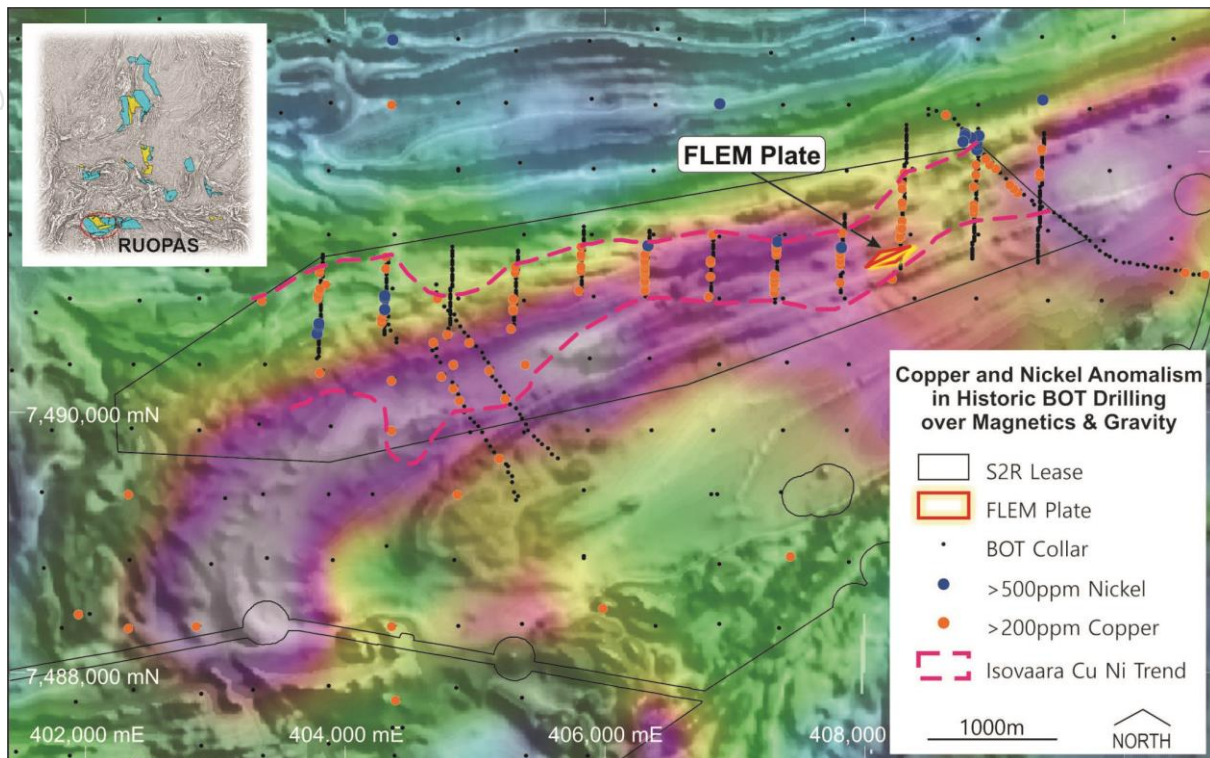 RUOPAS
FLEM Plate
7,490,000 mN
7,488,000 mN
402,000 mE
404,000 mE
406,000 mE
408,000
Copper and Nickel Anomalism
in Historic BOT Drilling
over Magnetics & Gravity
S2R Lease
FLEM Plate
BOT Collar
>500ppm Nickel
>200ppm Copper
Isovaara Cu Ni Trend
1000m
NORTH